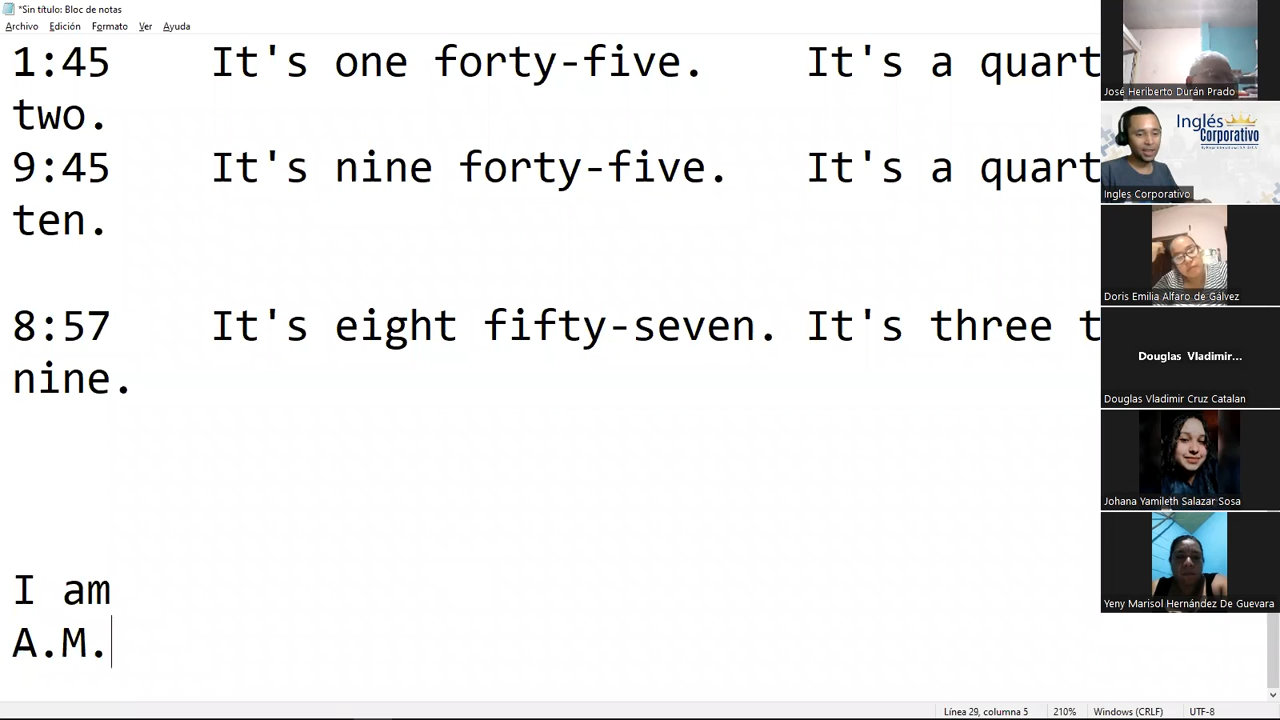 *Sin título: Bloc de notas
Archivo Edición Formato Ver Ayuda
1:45 It's one forty-five. It's a quart
two.
9:45 It's nine forty-five. It's a quart
ten.
8:57 It's eight fifty-seven. It's three t
nine.
I am
A.M.
Línea 29, columna 5 210% Windows (CRLF) UTF-8
José Heriberto Durán Prado
Inglés
Corporativo
Ingles Corporativo
Doris Emilia Alfaro de Gálvez
Douglas Vladimir...
Douglas Vladimir Cruz Catalan
Johana Yamileth Salazar Sosa
Yeny Marisol Hernández De Guevara